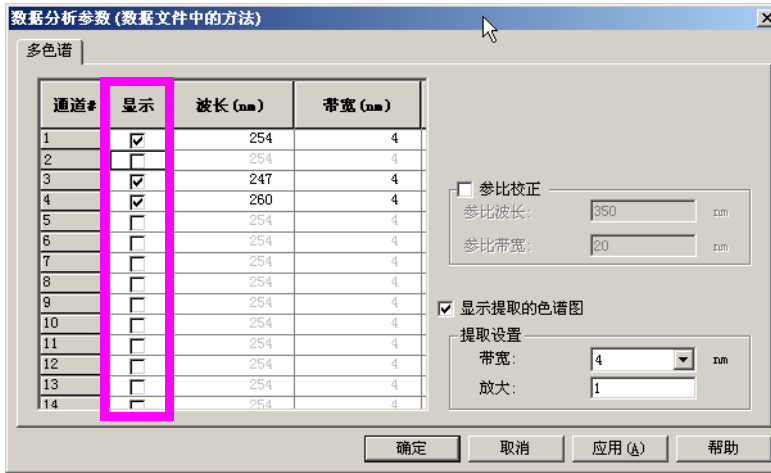 数据分析参数(数据文件中的方法)
多色谱
通道# 显示 波长(nm) 带宽(nm)
1 254 4
2 254 4
3 247 4
4 260 4
5 254 4
6 254 4
7 254 4
8 254 4
9 254 4
10 254 4
11 254 4
12 254 4
13 254 4
14 254 4
参比校正
参比波长: 350 nm
参比带宽: 20 nm
显示提取的色谱图
提取设置
带宽: 4 nm
放大: 1
确定 取消 应用(A) 帮助